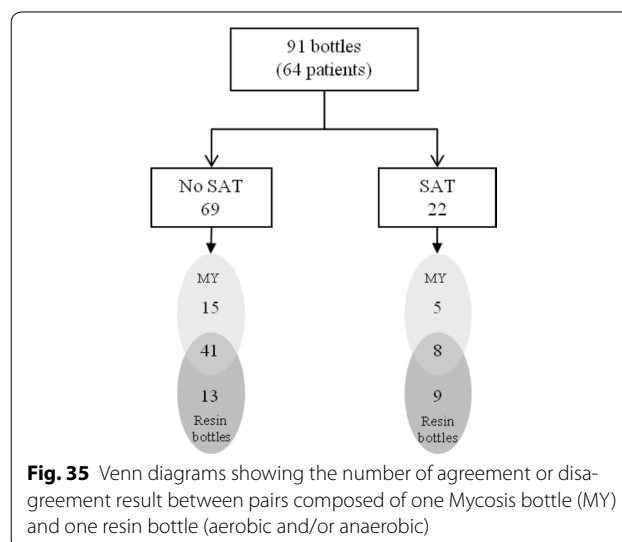 91 bottles
(64 patients)
No SAT
69
SAT
22
MY
15
41
13
Resin
bottles
MY
5
8
9
Resin
bottles
Fig. 35 Venn diagrams showing the number of agreement or disa-
greement result between pairs composed of one Mycosis bottle (MY)
and one resin bottle (aerobic and/or anaerobic)